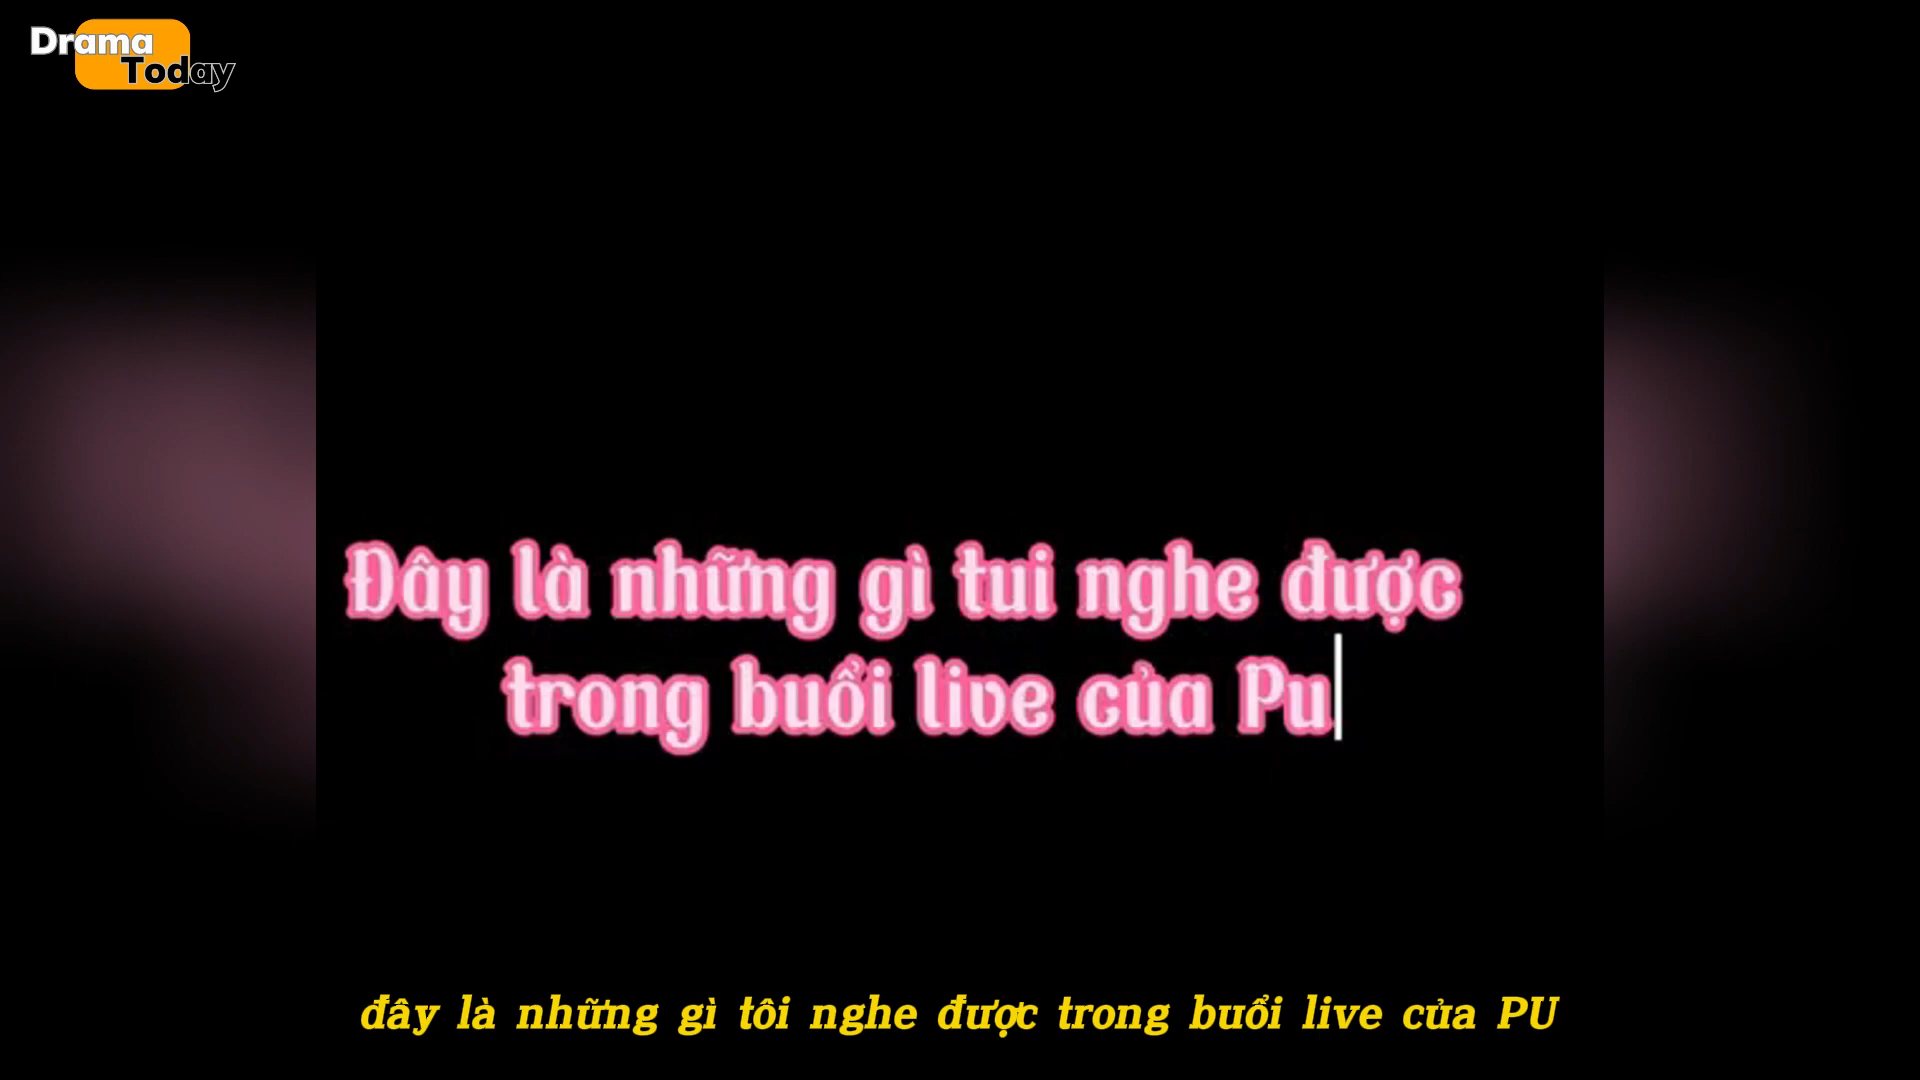 Drama
Today
Đây là những gì tui nghe được
trong buổi live của Pu
đây là những gì tôi nghe được trong buổi live của PU